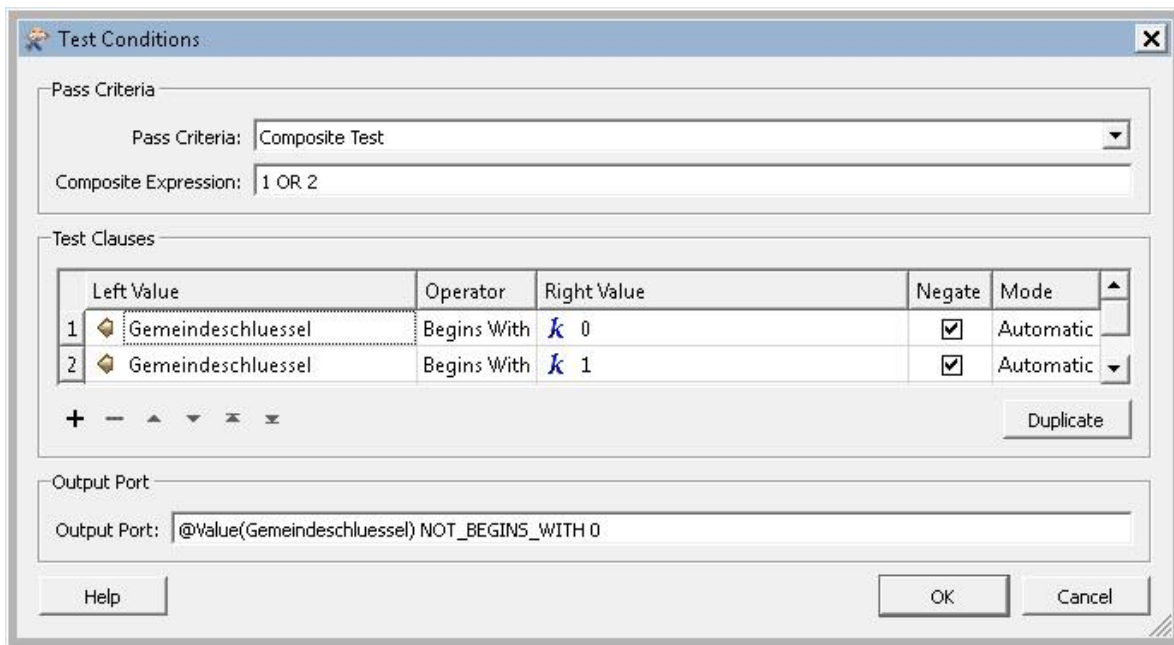 Test Conditions
Pass Criteria
Pass Criteria: Composite Test
Composite Expression: 1 OR 2
Test Clauses
Left Value Operator Right Value Negate Mode
1 Gemeindeschluessel Begins With k 0 Automatic
2 Gemeindeschluessel Begins With k 1 Automatic
Duplicate
Output Port
Output Port: @Value(Gemeindeschluessel) NOT_BEGINS_WITH 0
Help OK Cancel